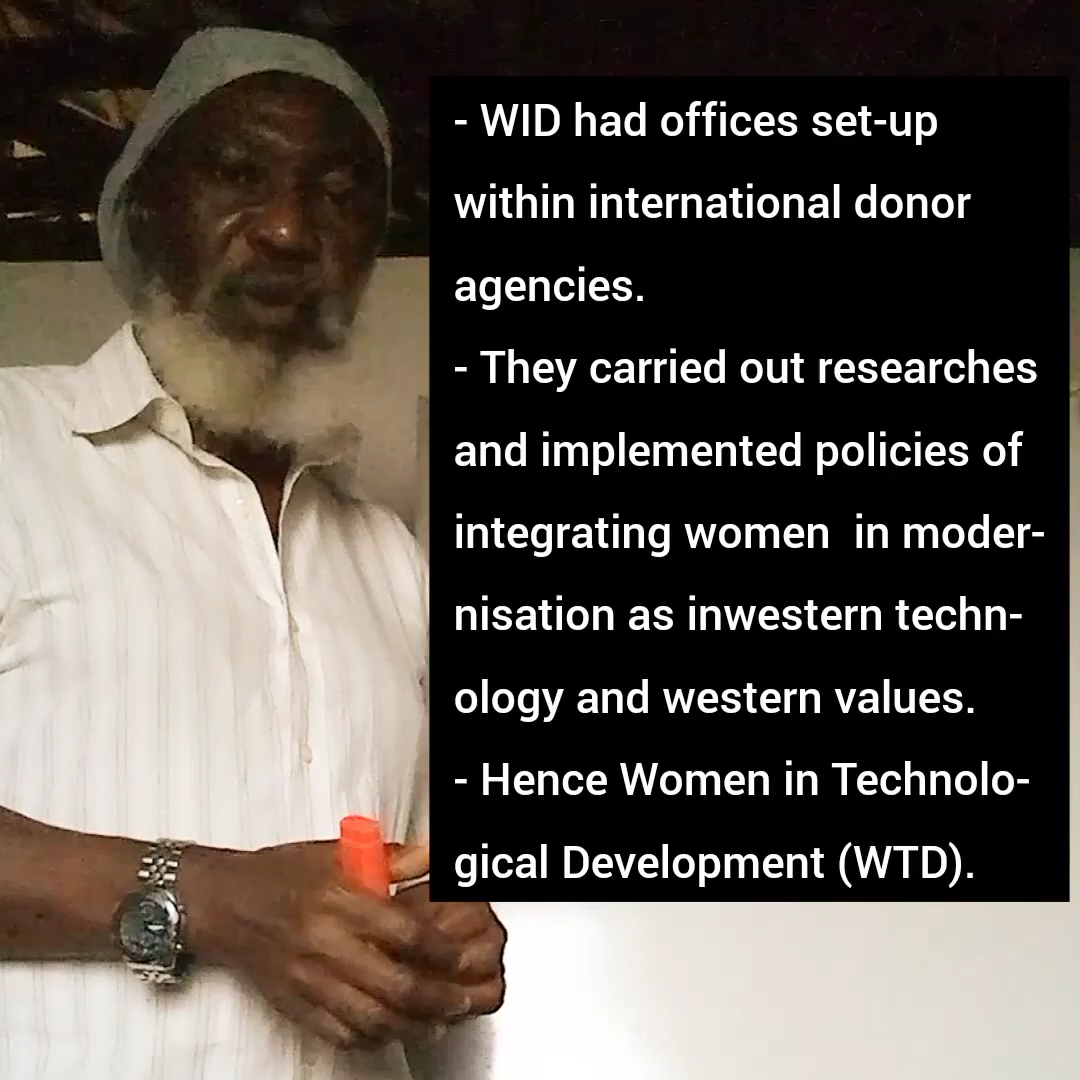 - WID had offices set-up
within international donor
agencies.
- They carried out researches
and implemented policies of
integrating women  in moder-
nisation as inwestern techn-
ology and western values.
- Hence Women in Technolo-
gical Development (WTD).